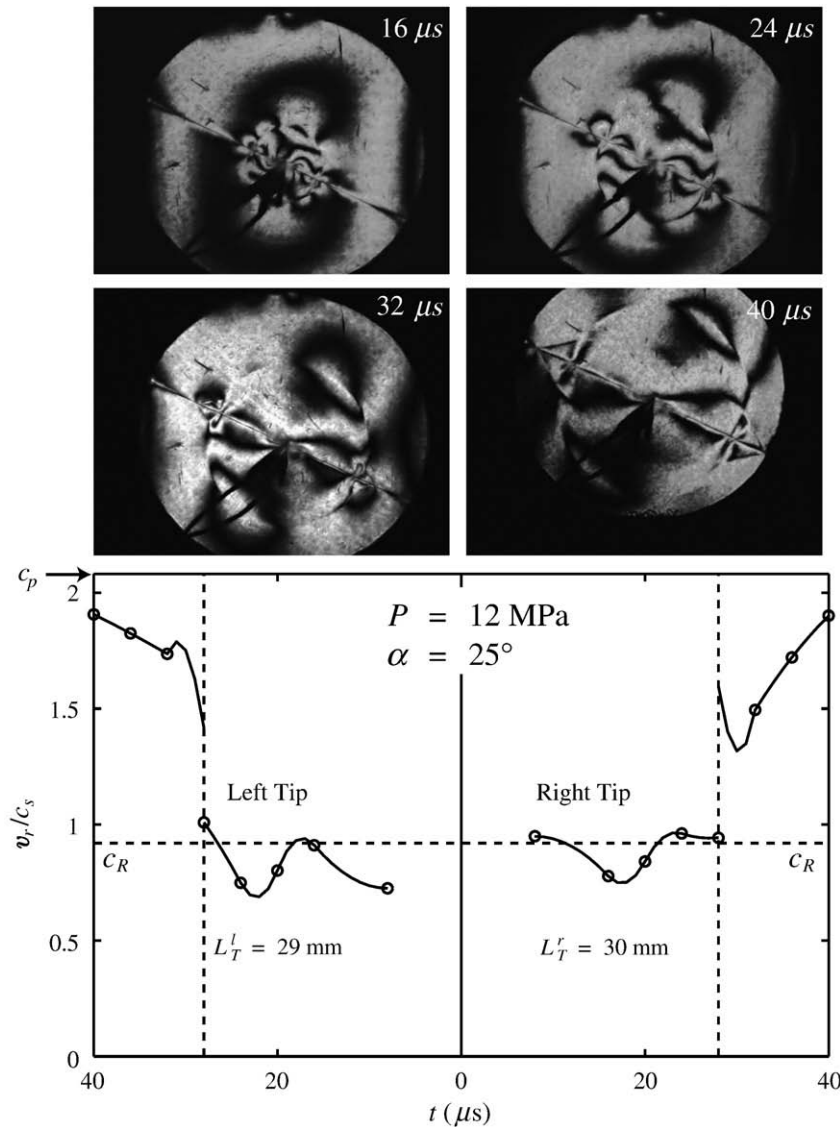 16 μs
24 μs
32 μs
40 μs
c_p
P = 12 MPa
α = 25°
2
1.5
1
0.5
0
v_r/c_s
Left Tip
Right Tip
c_R
c_R
L_T^l = 29 mm
L_T^r = 30 mm
40
20
0
20
40
t (μs)